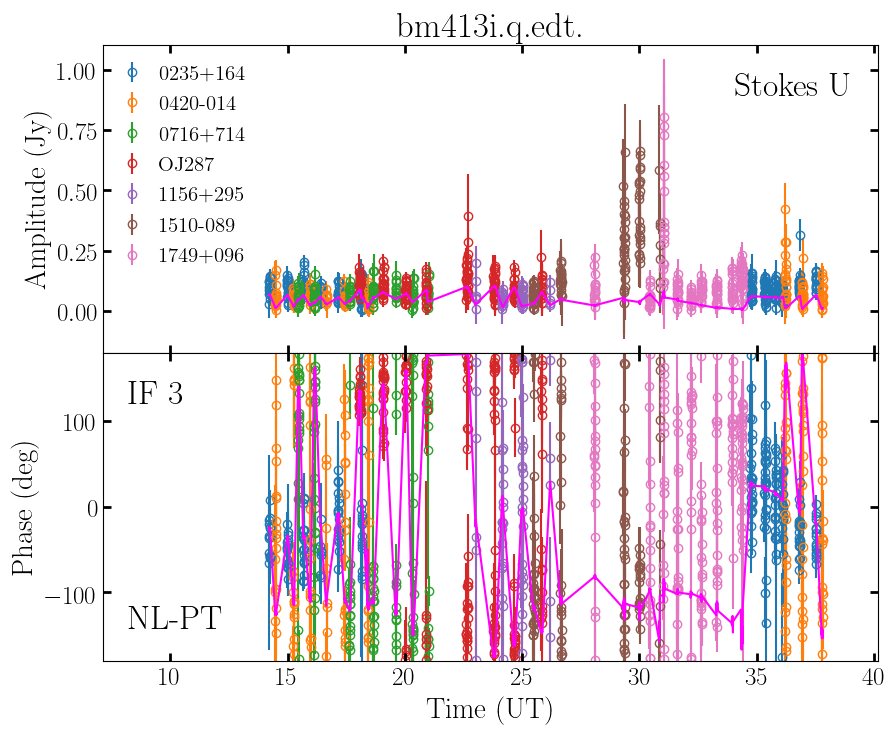 bm413i.q.edt.
Stokes U
0235+164
0420-014
0716+714
OJ287
1156+295
1510-089
1749+096
Amplitude (Jy)
1.00
0.75
0.50
0.25
0.00
IF 3
NL-PT
Phase (deg)
100
0
−100
10 15 20 25 30 35 40
Time (UT)